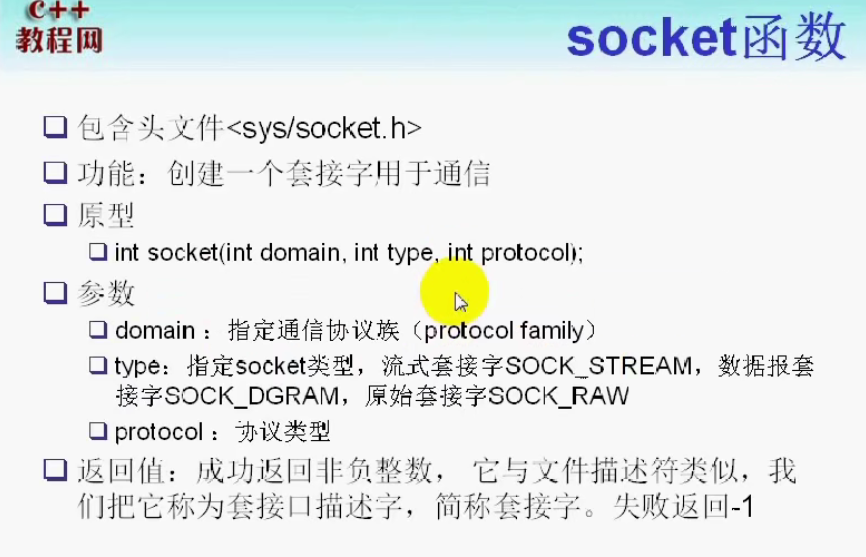 C++
教程网
socket函数
包含头文件<sys/socket.h>
功能：创建一个套接字用于通信
原型
int socket(int domain, int type, int protocol);
参数
domain ：指定通信协议族（protocol family）
type：指定socket类型，流式套接字SOCK_STREAM，数据报套
接字SOCK_DGRAM，原始套接字SOCK_RAW
protocol ：协议类型
返回值：成功返回非负整数， 它与文件描述符类似，我
们把它称为套接口描述字，简称套接字。失败返回-1